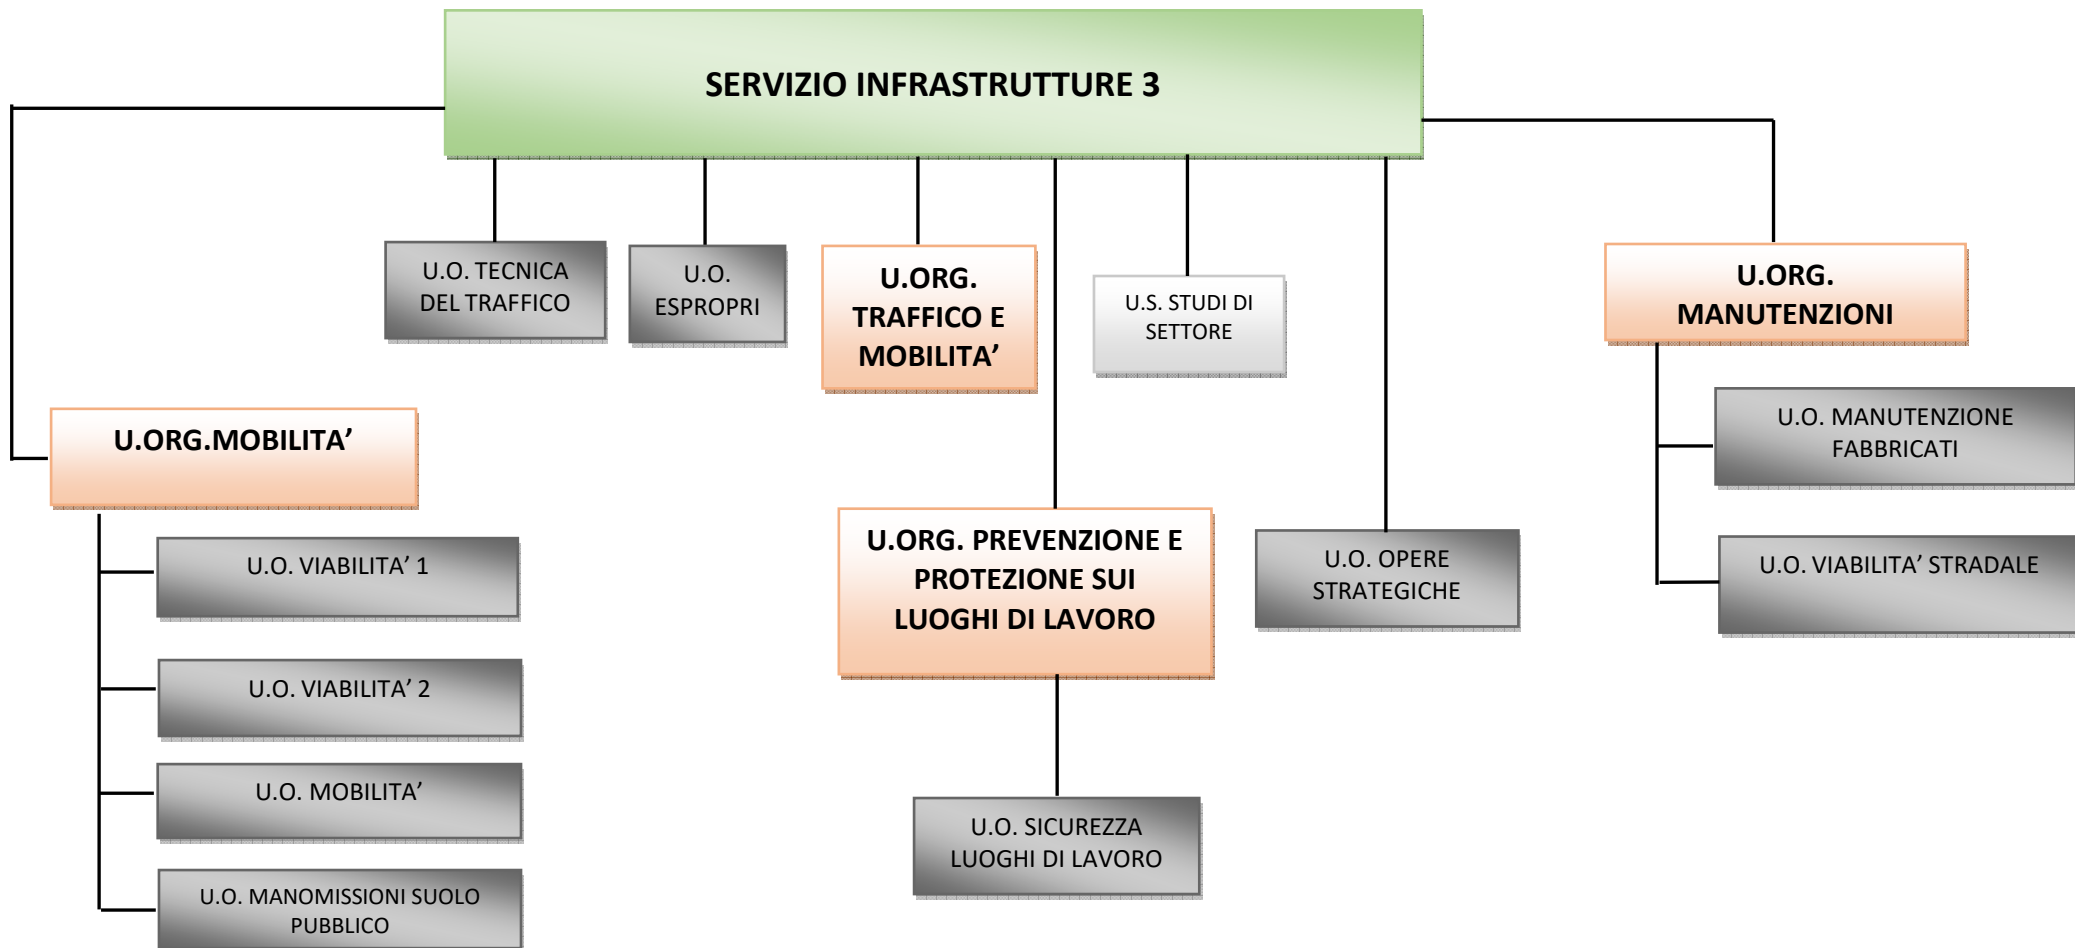 SERVIZIO INFRASTRUTTURE 3
U.O. TECNICA
DEL TRAFFICO
U.O.
ESPROPRI
U.ORG.
TRAFFICO E
MOBILITA’
U.S. STUDI DI
SETTORE
U.ORG.
MANUTENZIONI
U.O. MANUTENZIONE
FABBRICATI
U.O. VIABILITA’ STRADALE
U.ORG.MOBILITA’
U.O. VIABILITA’ 1
U.O. VIABILITA’ 2
U.O. MOBILITA’
U.O. MANOMISSIONI SUOLO
PUBBLICO
U.ORG. PREVENZIONE E
PROTEZIONE SUI
LUOGHI DI LAVORO
U.O. SICUREZZA
LUOGHI DI LAVORO
U.O. OPERE
STRATEGICHE